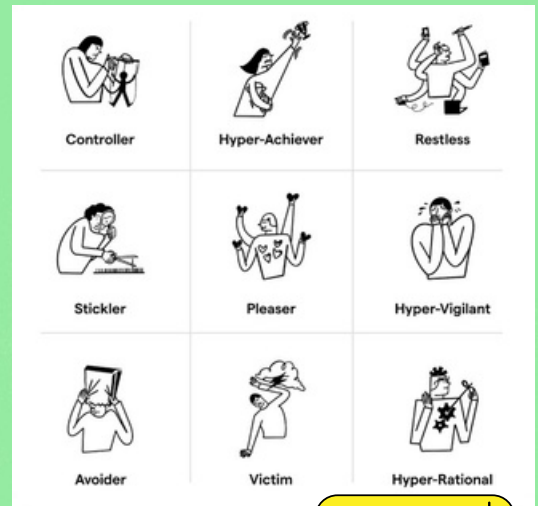 Controller
Hyper-Achiever
Restless
Stickler
Pleaser
Hyper-Vigilant
Avoider
Victim
Hyper-Rational